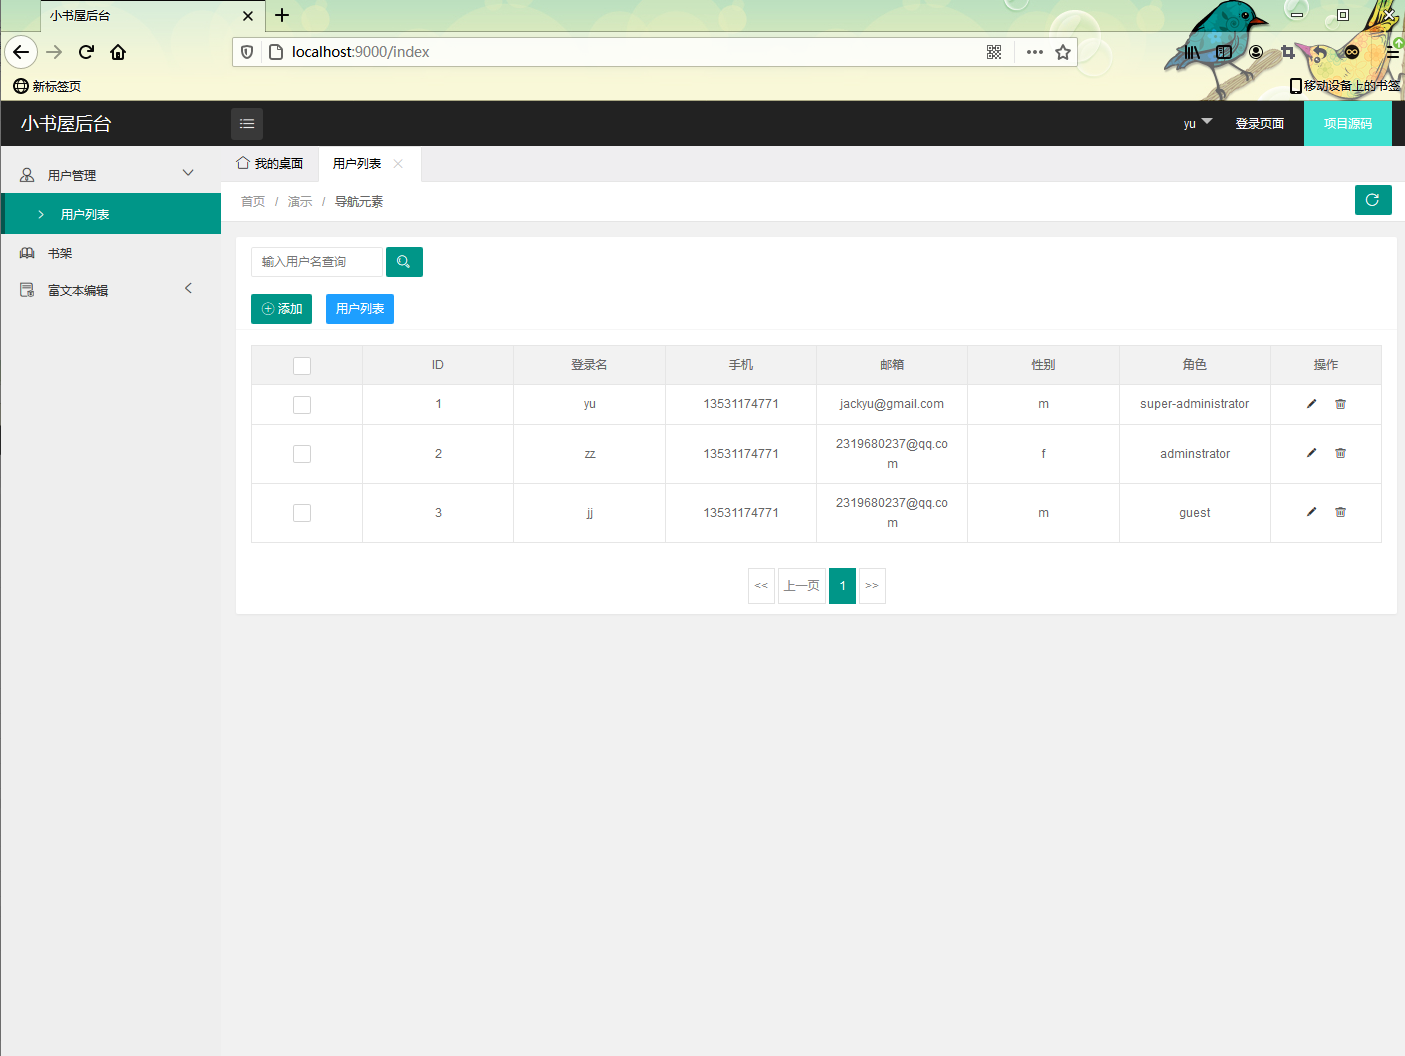 小书屋后台
localhost:9000/index
新标签页
移动设备上的书签
小书屋后台
yu
登录页面
项目源码
用户管理
用户列表
书架
富文本编辑
我的桌面
用户列表
首页 / 演示 / 导航元素
输入用户名查询
添加
用户列表
ID 登录名 手机 邮箱 性别 角色 操作
1 yu 13531174771 jackyu@gmail.com m super-administrator
2 zz 13531174771 2319680237@qq.co
m f adminstrator
3 jj 13531174771 2319680237@qq.co
m m guest
<< 上一页 1 >>